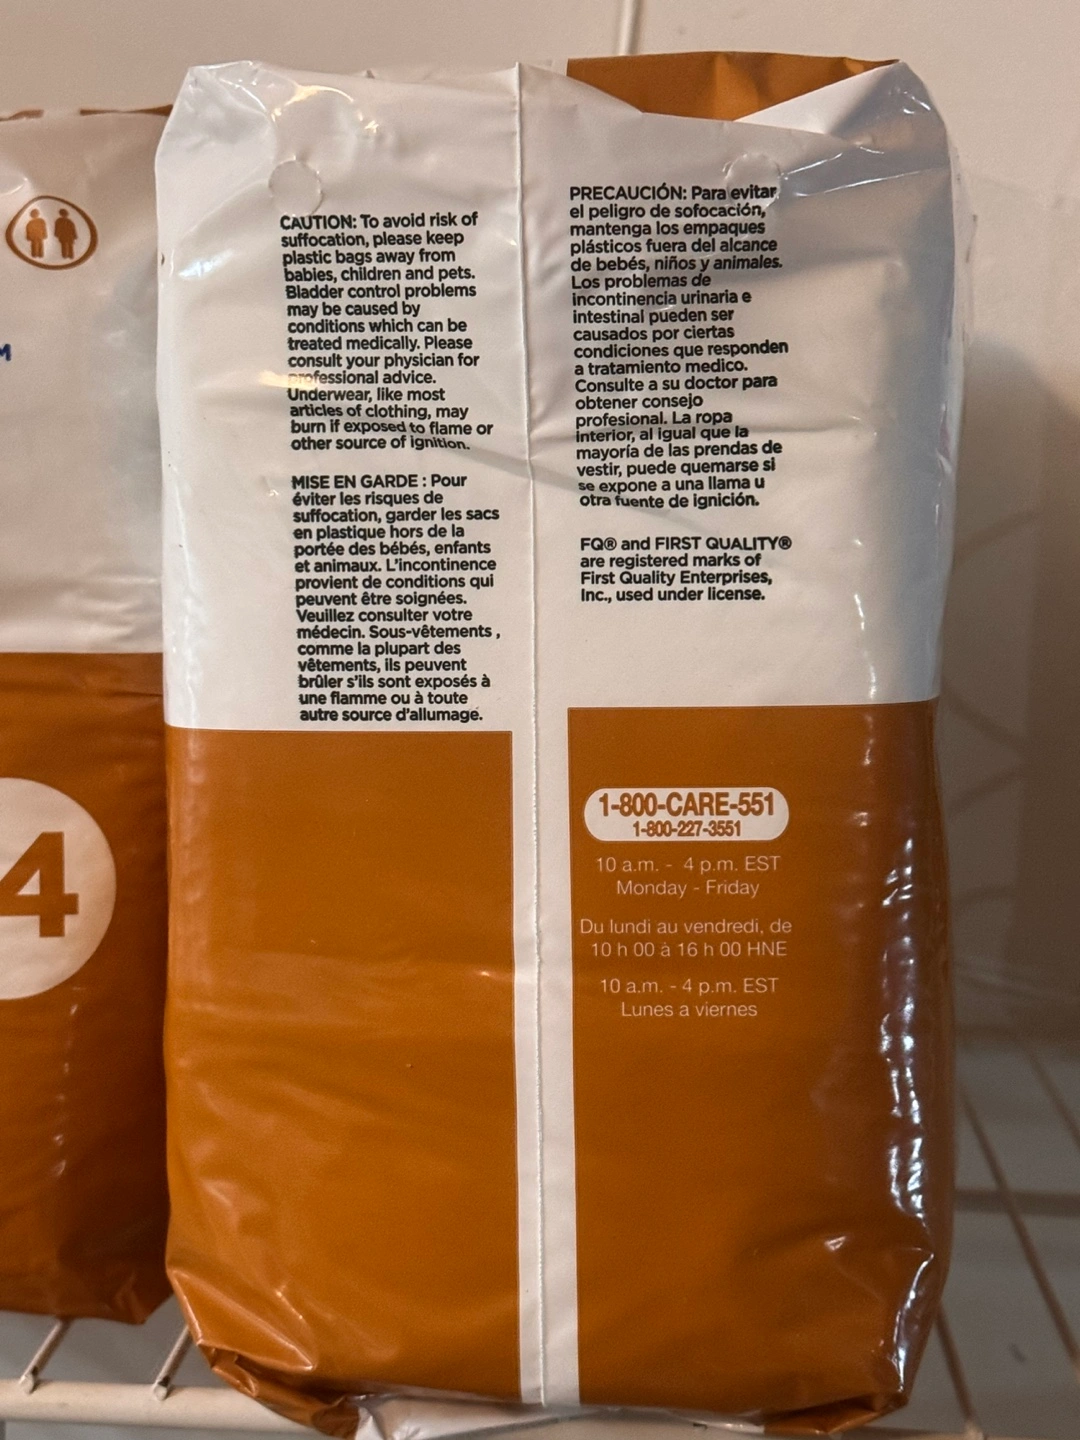 M
4
CAUTION: To avoid risk of
suffocation, please keep
plastic bags away from
babies, children and pets.
Bladder control problems
may be caused by
conditions which can be
treated medically. Please
consult your physician for
professional advice.
Underwear, like most
articles of clothing, may
burn if exposed to flame or
other source of ignition.
MISE EN GARDE : Pour
éviter les risques de
suffocation, garder les sacs
en plastique hors de la
portée des bébés, enfants
et animaux. L'incontinence
provient de conditions qui
peuvent être soignées.
Veuillez consulter votre
médecin. Sous-vêtements ,
comme la plupart des
vêtements, ils peuvent
brûler s'ils sont exposés à
une flamme ou à toute
autre source d'allumage.
PRECAUCIÓN: Para evitar
el peligro de sofocación,
mantenga los empaques
plásticos fuera del alcance
de bebés, niños y animales.
Los problemas de
incontinencia urinaria e
intestinal pueden ser
causados por ciertas
condiciones que responden
a tratamiento medico.
Consulte a su doctor para
obtener consejo
profesional. La ropa
interior, al igual que la
mayoría de las prendas de
vestir, puede quemarse si
se expone a una llama u
otra fuente de ignición.
FQ® and FIRST QUALITY®
are registered marks of
First Quality Enterprises,
Inc., used under license.
1-800-CARE-551
1-800-227-3551
10 a.m. - 4 p.m. EST
Monday - Friday
Du lundi au vendredi, de
10 h 00 à 16 h 00 HNE
10 a.m. - 4 p.m. EST
Lunes a viernes